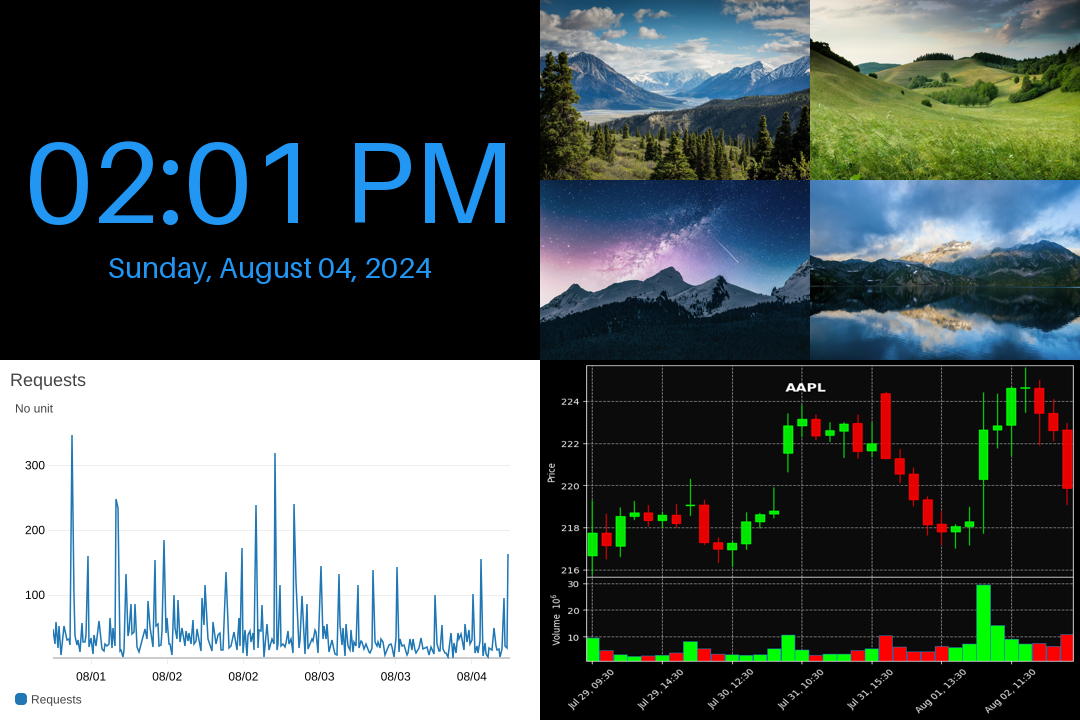 02:01 PM
Sunday, August 04, 2024
Requests
No unit
300
200
100
08/01 08/02 08/02 08/03 08/03 08/04
Requests
AAPL
Price
224
222
220
218
216
Volume 10^6
30
20
10
Jul 29, 09:30 Jul 29, 14:30 Jul 30, 12:30 Jul 31, 10:30 Jul 31, 15:30 Aug 01, 13:30 Aug 02, 11:30